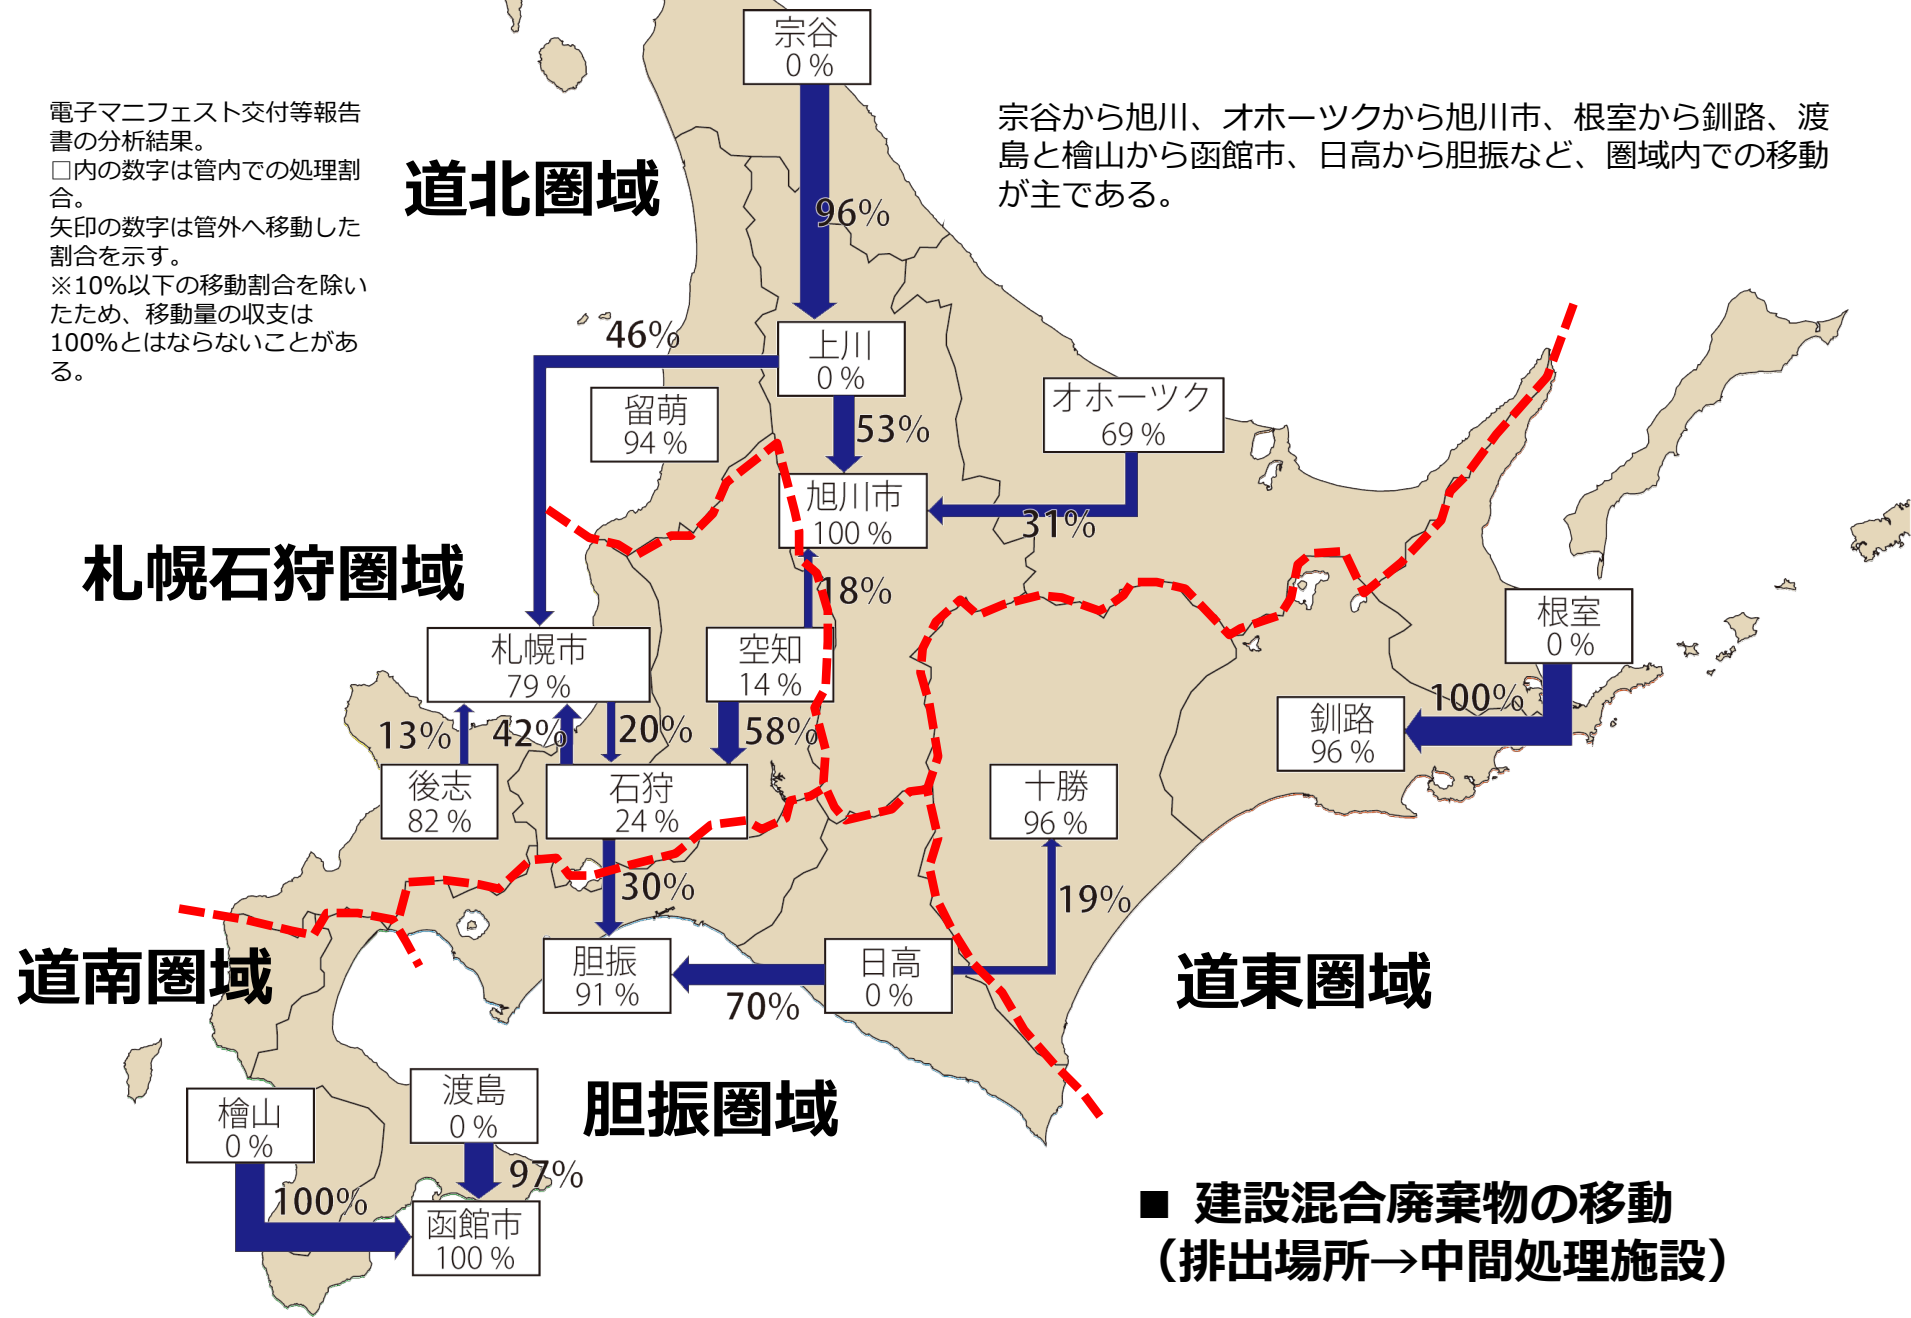 宗谷
0 %
電子マニフェスト交付等報告
書の分析結果。
□内の数字は管内での処理割
合。
矢印の数字は管外へ移動した
割合を示す。
※10%以下の移動割合を除い
たため、移動量の収支は
100%とはならないことがあ
る。
宗谷から旭川、オホーツクから旭川市、根室から釧路、渡
島と檜山から函館市、日高から胆振など、圏域内での移動
が主である。
道北圏域
96%
46%
上川
0 %
留萌
94 %
53%
オホーツク
69 %
旭川市
100 %
31%
札幌石狩圏域
18%
根室
0 %
札幌市
79 %
空知
14 %
100%
釧路
96 %
13%
42%
20%
58%
後志
82 %
石狩
24 %
十勝
96 %
30%
19%
道南圏域
胆振
91 %
70%
日高
0 %
道東圏域
胆振圏域
渡島
0 %
檜山
0 %
97%
100%
函館市
100 %
■ 建設混合廃棄物の移動
（排出場所→中間処理施設）